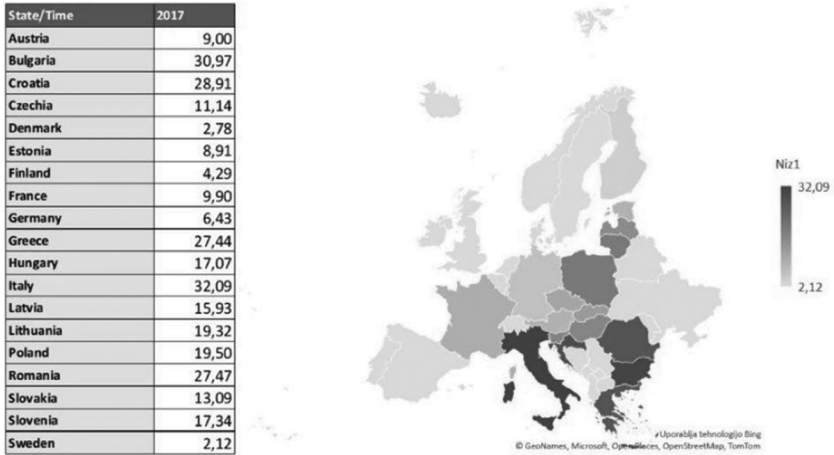 State/Time 2017
Austria 9,00
Bulgaria 30,97
Croatia 28,91
Czechia 11,14
Denmark 2,78
Estonia 8,91
Finland 4,29
France 9,90
Germany 6,43
Greece 27,44
Hungary 17,07
Italy 32,09
Latvia 15,93
Lithuania 19,32
Poland 19,50
Romania 27,47
Slovakia 13,09
Slovenia 17,34
Sweden 2,12
Niz1
32,09
2,12
Uporablja tehnologijo Bing
© GeoNames, Microsoft, OpenPlaces, OpenStreetMap, TomTom